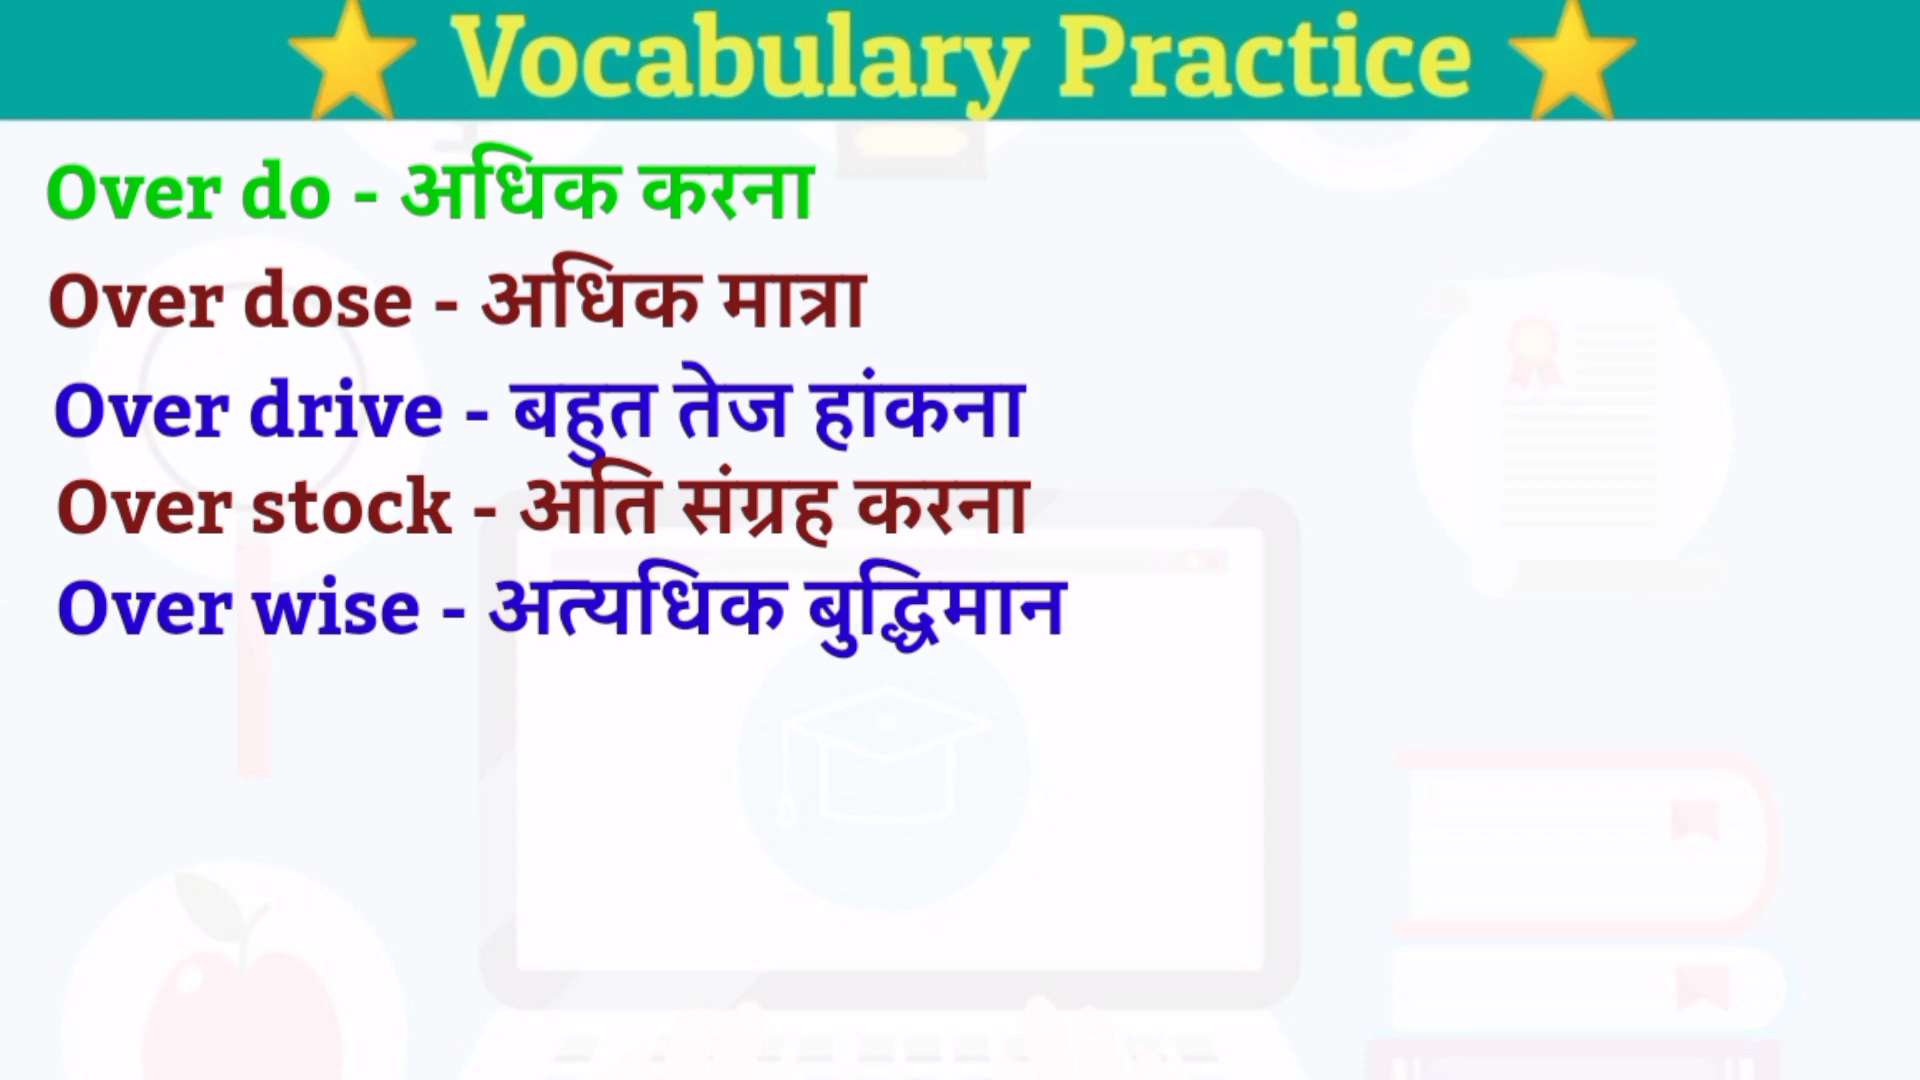 Vocabulary Practice
Over do - अधिक करना
Over dose - अधिक मात्रा
Over drive - बहुत तेज हांकना
Over stock - अति संग्रह करना
Over wise - अत्यधिक बुद्धिमान